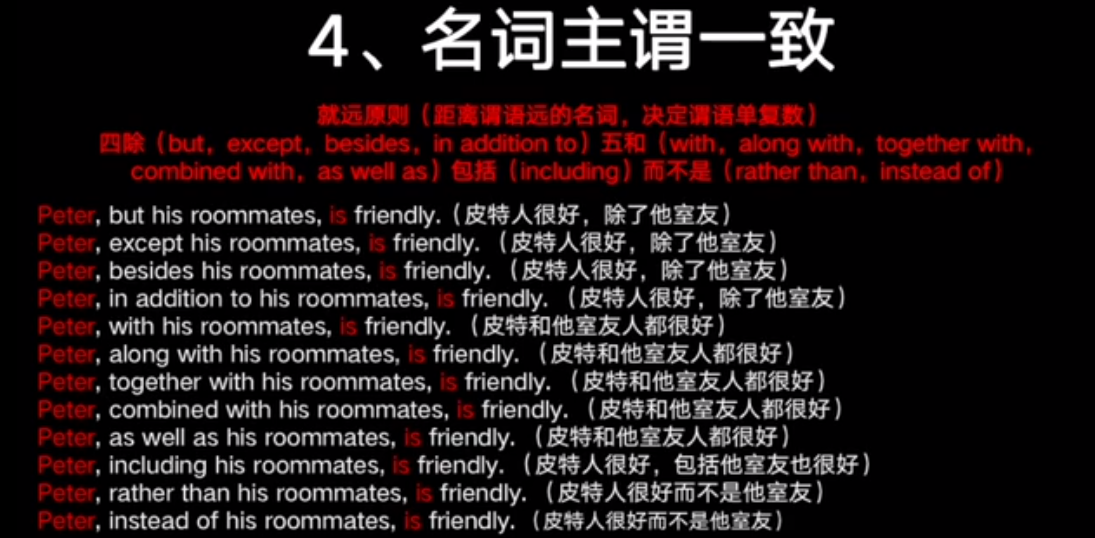 4、名词主谓一致
就远原则（距离谓语远的名词，决定谓语单复数）
四除（but，except，besides，in addition to）五和（with，along with，together with，
combined with，as well as）包括（including）而不是（rather than，instead of）
Peter, but his roommates, is friendly.（皮特人很好，除了他室友）
Peter, except his roommates, is friendly. （皮特人很好，除了他室友）
Peter, besides his roommates, is friendly. （皮特人很好，除了他室友）
Peter, in addition to his roommates, is friendly. （皮特人很好，除了他室友）
Peter, with his roommates, is friendly. （皮特和他室友人都很好）
Peter, along with his roommates, is friendly. （皮特和他室友人都很好）
Peter, together with his roommates, is friendly. （皮特和他室友人都很好）
Peter, combined with his roommates, is friendly. （皮特和他室友人都很好）
Peter, as well as his roommates, is friendly. （皮特和他室友人都很好）
Peter, including his roommates, is friendly. （皮特人很好，包括他室友也很好）
Peter, rather than his roommates, is friendly. （皮特人很好而不是他室友）
Peter, instead of his roommates, is friendly. （皮特人很好而不是他室友）